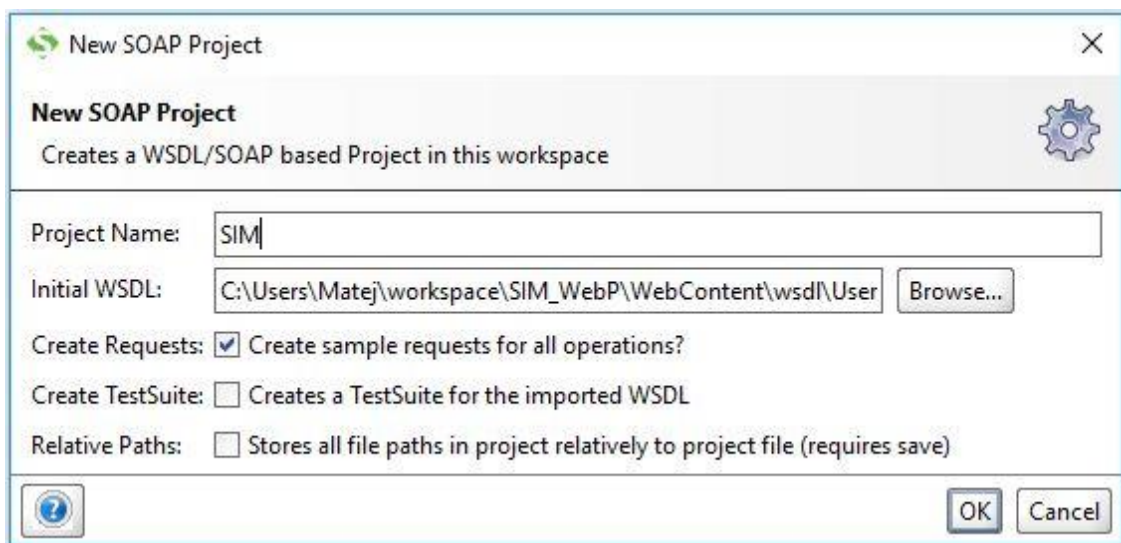 New SOAP Project
New SOAP Project
Creates a WSDL/SOAP based Project in this workspace
Project Name: SIM
Initial WSDL: C:\Users\Matej\workspace\SIM_WebP\WebContent\wsdl\User Browse...
Create Requests: Create sample requests for all operations?
Create TestSuite: Creates a TestSuite for the imported WSDL
Relative Paths: Stores all file paths in project relatively to project file (requires save)
? OK Cancel